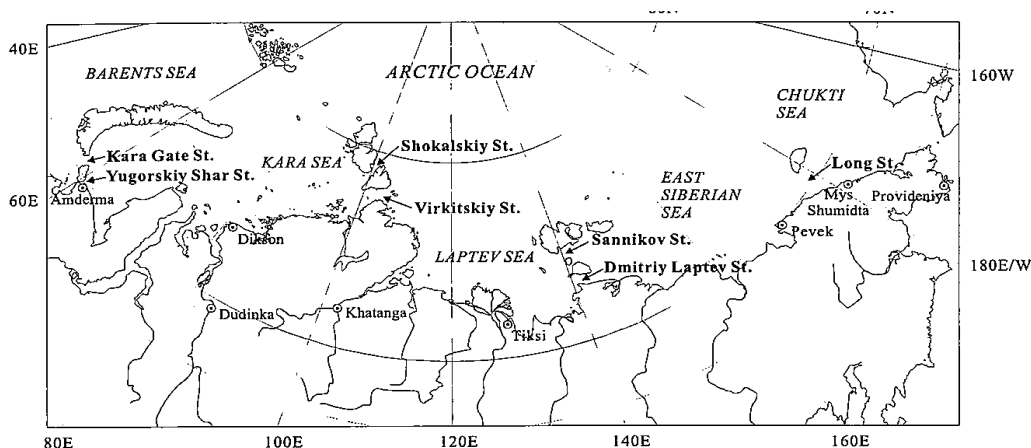 40E
BARENTS SEA
ARCTIC OCEAN
160W
CHUKTI
SEA
Kara Gate St.
KARA SEA
Shokalskiy St.
Long St.
Yugorskiy Shar St.
Amderma
EAST
SIBERIAN
SEA
Mys
Shumidta
Provideniya
60E
Virkitskiy St.
Dikson
Sannikov St.
Pevek
LAPTEV SEA
180E/W
Dmitriy Laptev St.
Dudinka
Khatanga
Tiksi
80E
100E
120E
140E
160E